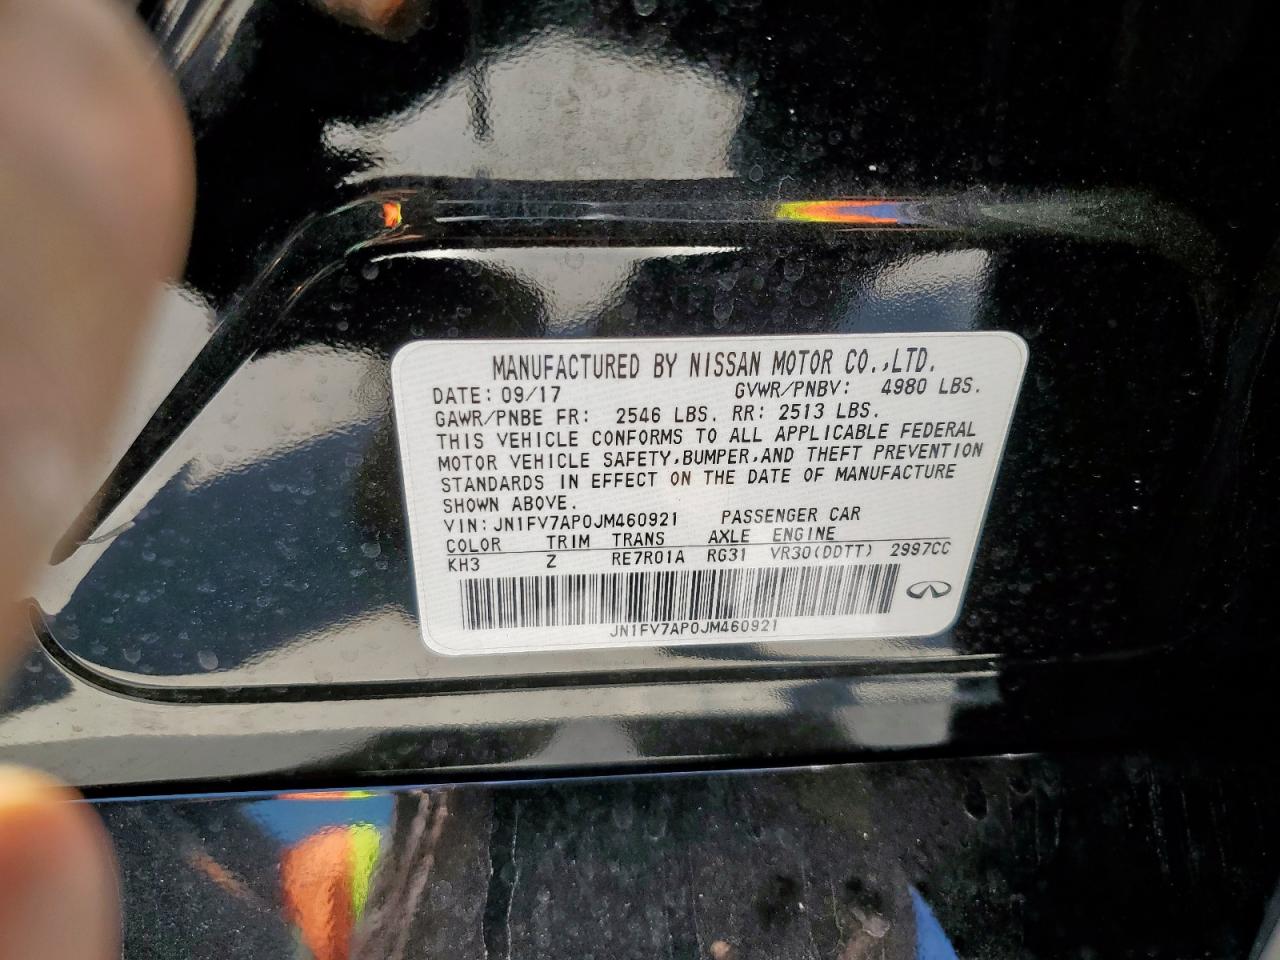 MANUFACTURED BY NISSAN MOTOR CO.,LTD.
DATE: 09/17 GVWR/PNBV: 4980 LBS.
GAWR/PNBE FR: 2546 LBS. RR: 2513 LBS.
THIS VEHICLE CONFORMS TO ALL APPLICABLE FEDERAL
MOTOR VEHICLE SAFETY,BUMPER,AND THEFT PREVENTION
STANDARDS IN EFFECT ON THE DATE OF MANUFACTURE
SHOWN ABOVE.
VIN: JN1FV7AP0JM460921 PASSENGER CAR
COLOR TRIM TRANS AXLE ENGINE
KH3 Z RE7R01A RG31 VR30(DDTT) 2997CC
JN1FV7AP0JM460921